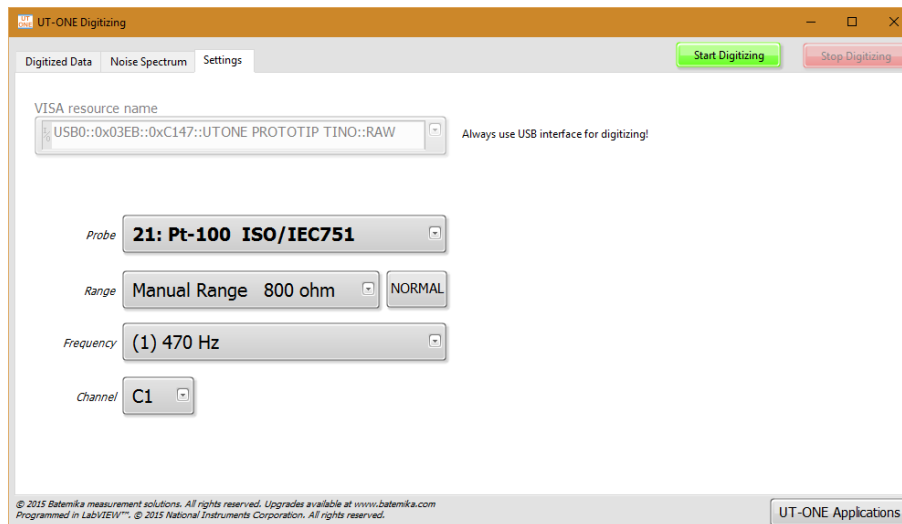 UT-ONE Digitizing
Digitized Data Noise Spectrum Settings Start Digitizing Stop Digitizing
VISA resource name
USB0::0x03EB::0xC147::UTONE PROTOTIP TINO::RAW Always use USB interface for digitizing!
Probe 21: Pt-100 ISO/IEC751
Range Manual Range 800 ohm NORMAL
Frequency (1) 470 Hz
Channel C1
© 2015 Batemika measurement solutions. All rights reserved. Upgrades available at www.batemika.com
Programmed in LabVIEW™. © 2015 National Instruments Corporation. All rights reserved.
UT-ONE Applications